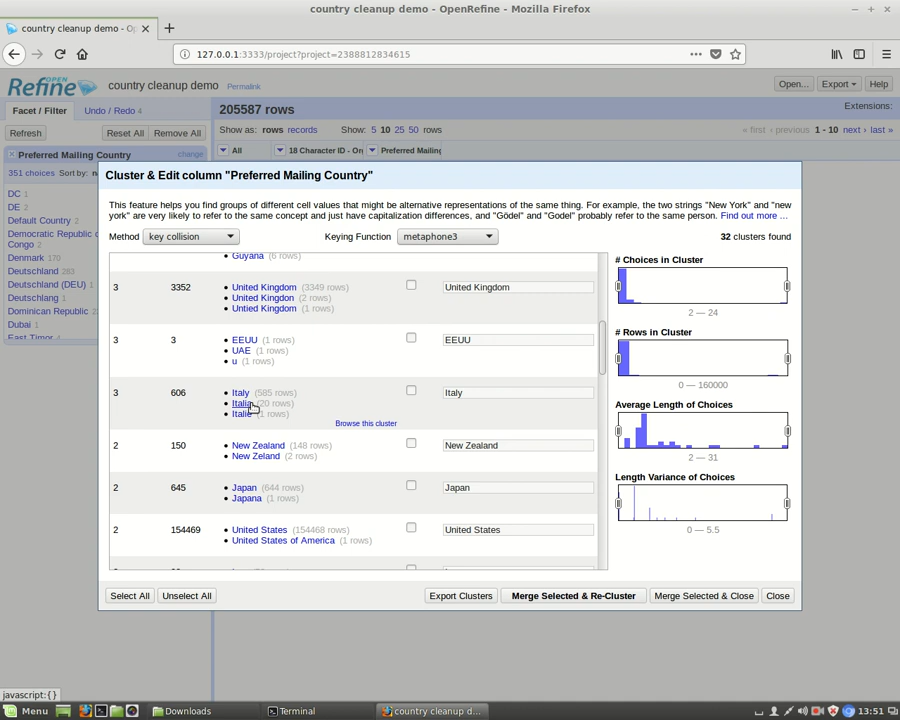 country cleanup demo - OpenRefine - Mozilla Firefox
country cleanup demo - Op
127.0.0.1:3333/project?project=2388812834615
OPEN
Refine
country cleanup demo
Permalink
Open...
Export
Help
Facet / Filter
Undo / Redo 4
205587 rows
Extensions:
Refresh
Reset All
Remove All
Show as: rows records
Show: 5 10 25 50 rows
« first ‹ previous 1 - 10 next › last »
Preferred Mailing Country
change
All
18 Character ID - Or
Preferred Mailing
351 choices Sort by: n
DC 1
DE 2
Default Country 2
Democratic Republic
Congo 2
Denmark 170
Deutschland 283
Deutschland (DEU) 1
Deutschlang 1
Dominican Republic
Dubai 1
East Timor 4
Cluster & Edit column "Preferred Mailing Country"
This feature helps you find groups of different cell values that might be alternative representations of the same thing. For example, the two strings "New York" and "new
york" are very likely to refer to the same concept and just have capitalization differences, and "Gödel" and "Godel" probably refer to the same person. Find out more ...
Method
key collision
Keying Function
metaphone3
32 clusters found
Guyana (6 rows)
3 3352
United Kingdom (3349 rows)
United Kingdon (2 rows)
Untied Kingdom (1 rows)
United Kingdom
3 3
EEUU (1 rows)
UAE (1 rows)
u (1 rows)
EEUU
3 606
Italy (585 rows)
Italia (20 rows)
Italie (1 rows)
Italy
Browse this cluster
2 150
New Zealand (148 rows)
New Zeland (2 rows)
New Zealand
2 645
Japan (644 rows)
Japana (1 rows)
Japan
2 154469
United States (154468 rows)
United States of America (1 rows)
United States
# Choices in Cluster
2 — 24
# Rows in Cluster
0 — 160000
Average Length of Choices
2 — 31
Length Variance of Choices
0 — 5.5
Select All
Unselect All
Export Clusters
Merge Selected & Re-Cluster
Merge Selected & Close
Close
javascript:{}
Menu
Downloads
Terminal
country cleanup d...
13:51